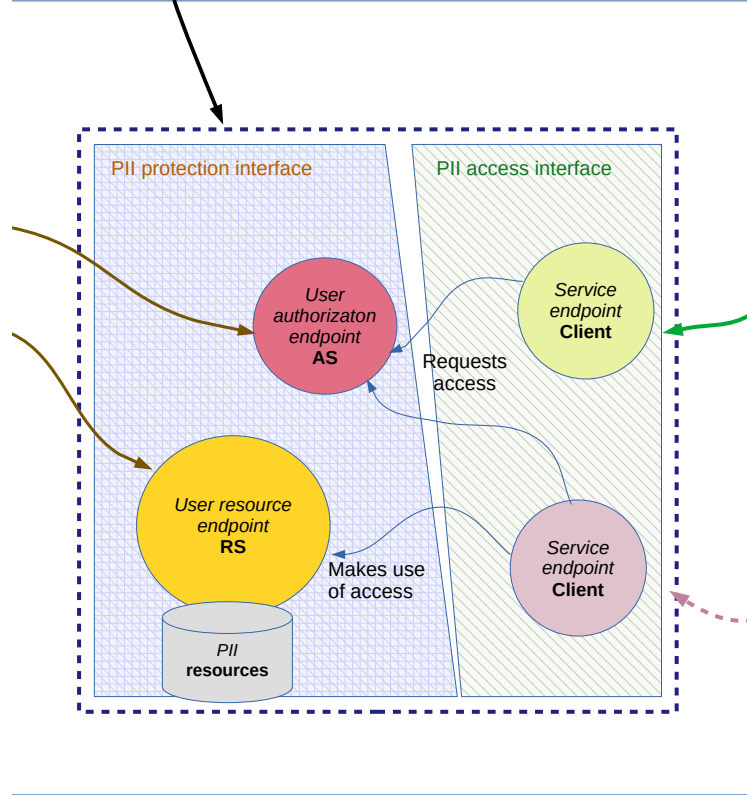 PII protection interface
PII access interface
User
authorizaton
endpoint
AS
Service
endpoint
Client
Requests
access
User resource
endpoint
RS
Service
endpoint
Client
Makes use
of access
PII
resources